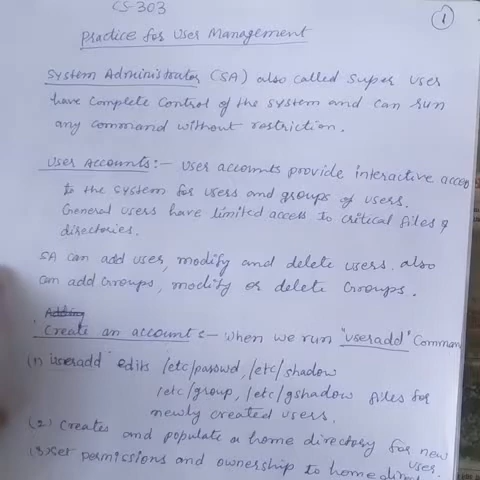 CS-303
1
Practice for User Management
System Administrator (SA) also called super user
have complete control of the system and can run
any command without restriction.
User Accounts:- User accounts provide interactive access
to the system for users and groups of users.
General users have limited access to critical files &
directories.
SA can add user, modify and delete users. also
can add Groups, modify or delete Groups.
Adding
Create an account:- when we run "useradd" Comman
(1) useradd edits /etc/passwd, /etc/shadow
/etc/group, /etc/gshadow files for
newly created users.
(2) Creates and populate a home directory for new
user.
(3) set permissions and ownership to home direc